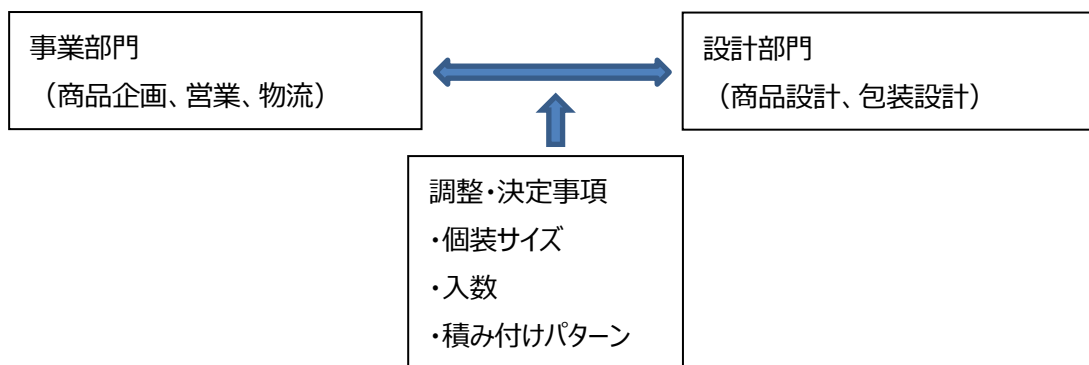 事業部門
（商品企画、営業、物流）
設計部門
（商品設計、包装設計）
調整・決定事項
・個装サイズ
・入数
・積み付けパターン